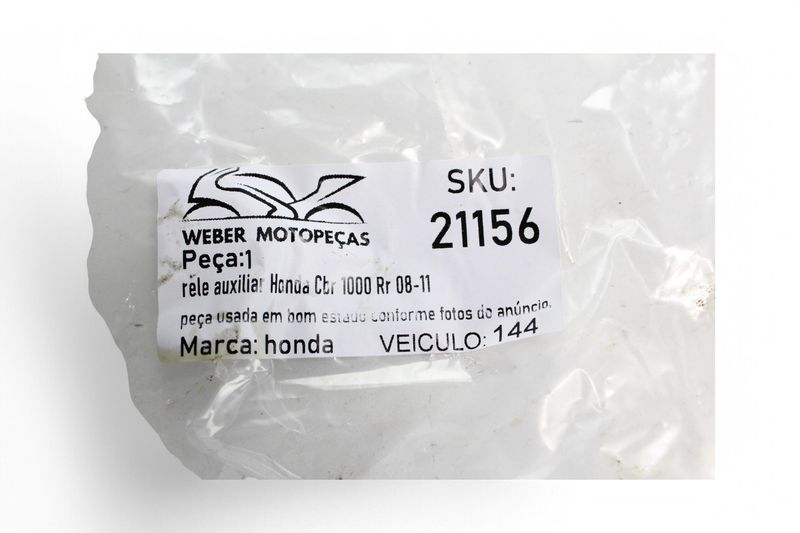 SKU:
21156
WEBER MOTOPEÇAS
Peça:1
rele auxiliar Honda Cbr 1000 Rr 08-11
peça usada em bom estado conforme fotos do anúncio.
Marca: honda VEICULO: 144